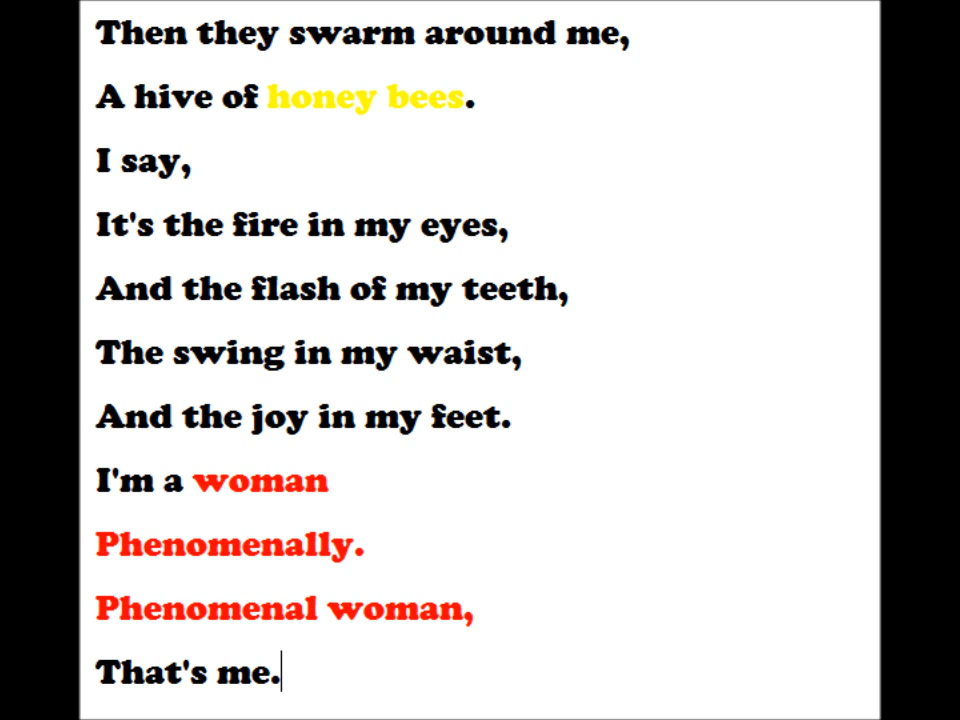 Then they swarm around me,
A hive of honey bees.
I say,
It's the fire in my eyes,
And the flash of my teeth,
The swing in my waist,
And the joy in my feet.
I'm a woman
Phenomenally.
Phenomenal woman,
That's me.